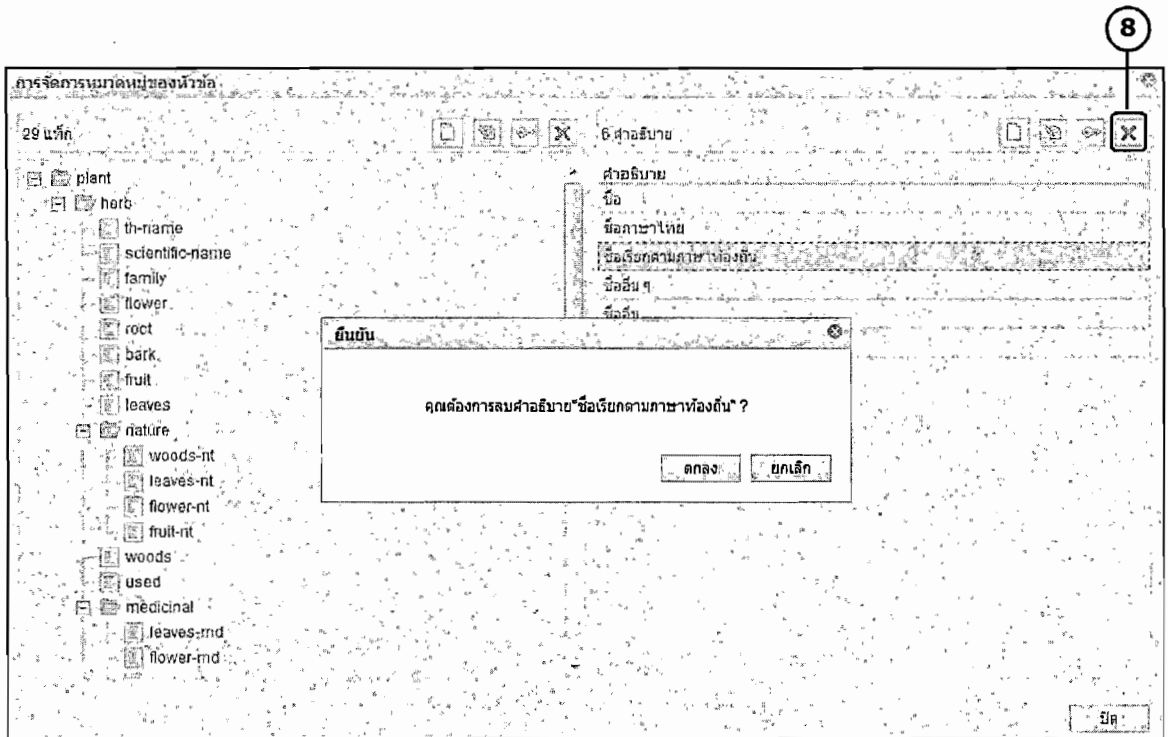 8
การจัดการหมวดหมู่ของหัวข้อ
29 แท็ก
6 คำอธิบาย
plant
herb
th-name
scientific-name
family
flower
root
bark
fruit
leaves
nature
woods-nt
leaves-nt
flower-nt
fruit-nt
woods
used
medicinal
leaves-md
flower-md
คำอธิบาย
ชื่อ
ชื่อภาษาไทย
ชื่อเรียกตามภาษาท้องถิ่น
ชื่ออื่น ๆ
ชื่ออื่น
ยืนยัน
คุณต้องการลบคำอธิบาย"ชื่อเรียกตามภาษาท้องถิ่น" ?
ตกลง ยกเลิก
ปิด